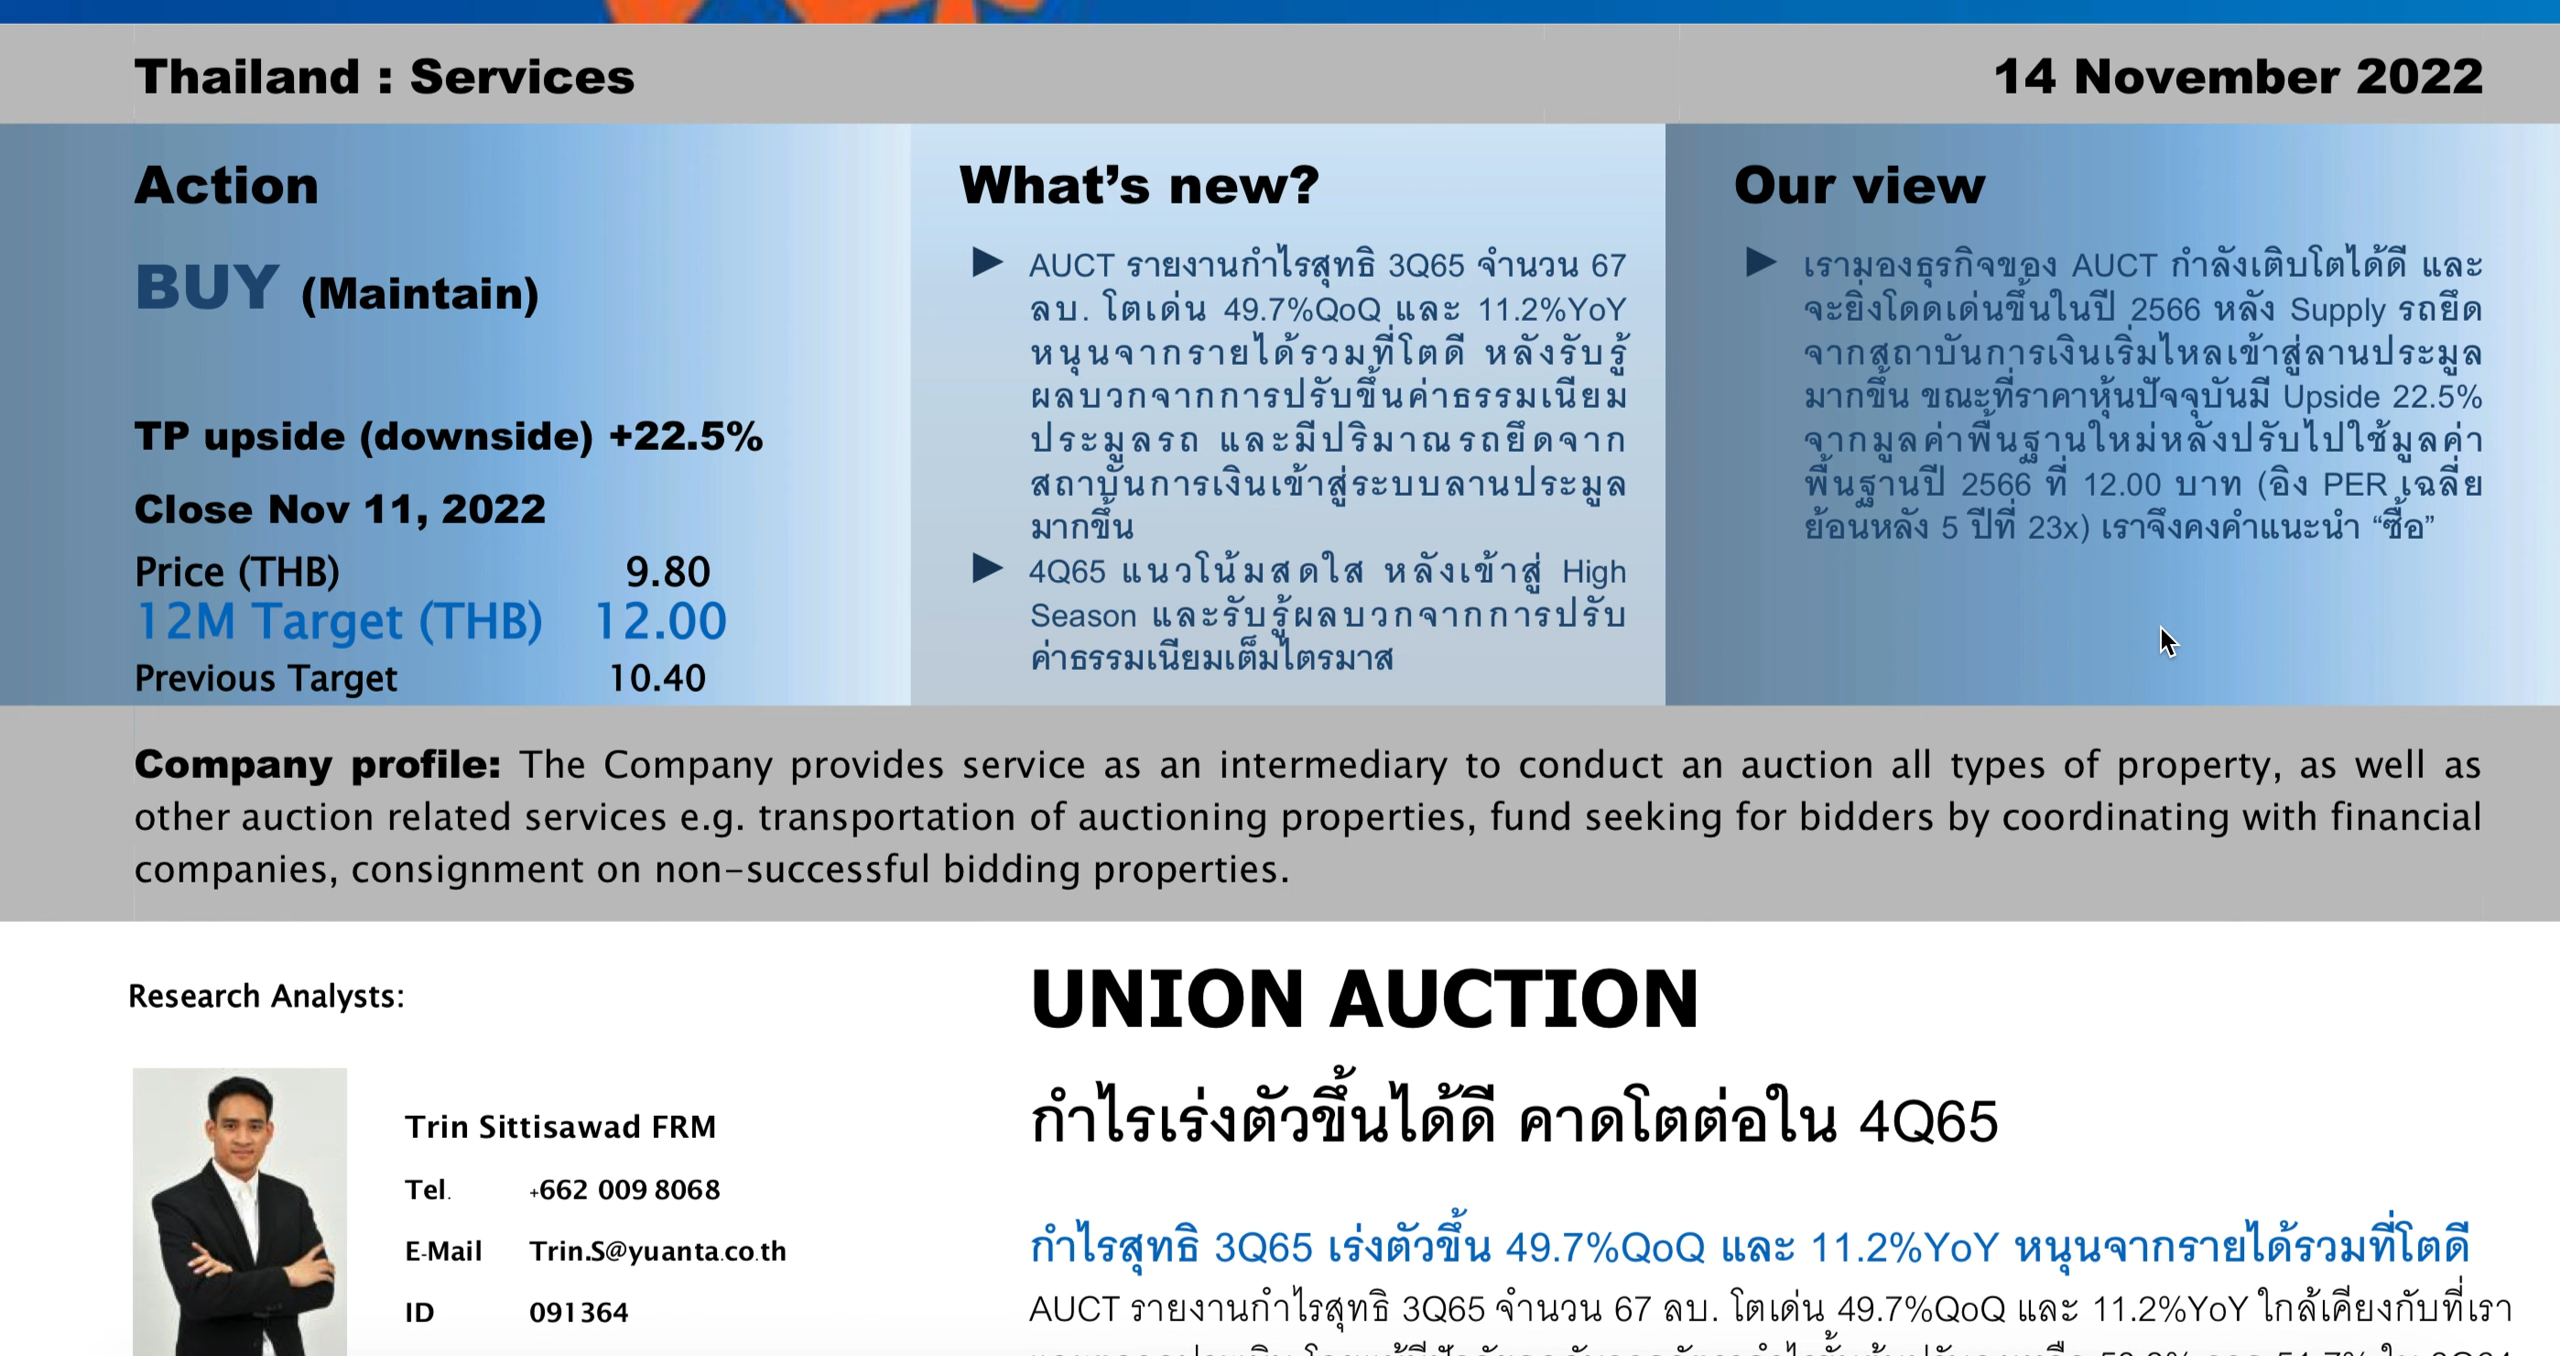 Thailand : Services
14 November 2022
Action
BUY (Maintain)
TP upside (downside) +22.5%
Close Nov 11, 2022
Price (THB) 9.80
12M Target (THB) 12.00
Previous Target 10.40
What’s new?
► AUCT รายงานกำไรสุทธิ 3Q65 จำนวน 67
ลบ. โตเด่น 49.7%QoQ และ 11.2%YoY
หนุนจากรายได้รวมที่โตดี หลังรับรู้
ผลบวกจากการปรับขึ้นค่าธรรมเนียม
ประมูลรถ และมีปริมาณรถยึดจาก
สถาบันการเงินเข้าสู่ระบบลานประมูล
มากขึ้น
► 4Q65 แนวโน้มสดใส หลังเข้าสู่ High
Season และรับรู้ผลบวกจากการปรับ
ค่าธรรมเนียมเต็มไตรมาส
Our view
► เรามองธุรกิจของ AUCT กำลังเติบโตได้ดี และ
จะยิ่งโดดเด่นขึ้นในปี 2566 หลัง Supply รถยึด
จากสถาบันการเงินเริ่มไหลเข้าสู่ลานประมูล
มากขึ้น ขณะที่ราคาหุ้นปัจจุบันมี Upside 22.5%
จากมูลค่าพื้นฐานใหม่หลังปรับไปใช้มูลค่า
พื้นฐานปี 2566 ที่ 12.00 บาท (อิง PER เฉลี่ย
ย้อนหลัง 5 ปีที่ 23x) เราจึงคงคำแนะนำ “ซื้อ”
Company profile: The Company provides service as an intermediary to conduct an auction all types of property, as well as
other auction related services e.g. transportation of auctioning properties, fund seeking for bidders by coordinating with financial
companies, consignment on non-successful bidding properties.
Research Analysts:
Trin Sittisawad FRM
Tel. +662 009 8068
E-Mail Trin.S@yuanta.co.th
ID 091364
UNION AUCTION
กำไรเร่งตัวขึ้นได้ดี คาดโตต่อใน 4Q65
กำไรสุทธิ 3Q65 เร่งตัวขึ้น 49.7%QoQ และ 11.2%YoY หนุนจากรายได้รวมที่โตดี
AUCT รายงานกำไรสุทธิ 3Q65 จำนวน 67 ลบ. โตเด่น 49.7%QoQ และ 11.2%YoY ใกล้เคียงกับที่เรา